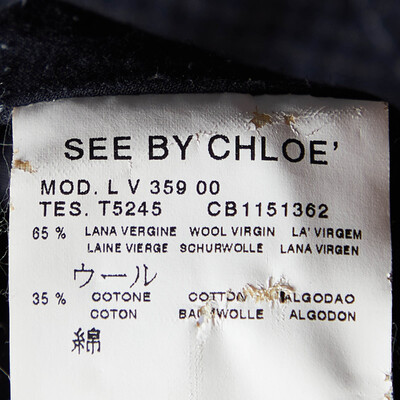 SEE BY CHLOE'
MOD. L V 359 00
TES. T5245 CB1151362
65 % LANA VERGINE WOOL VIRGIN LA' VIRGEM
LAINE VIERGE SCHURWOLLE LANA VIRGEN
ウール
35 % COTONE COTTON ALGODAO
COTON BAUMWOLLE ALGODON
綿